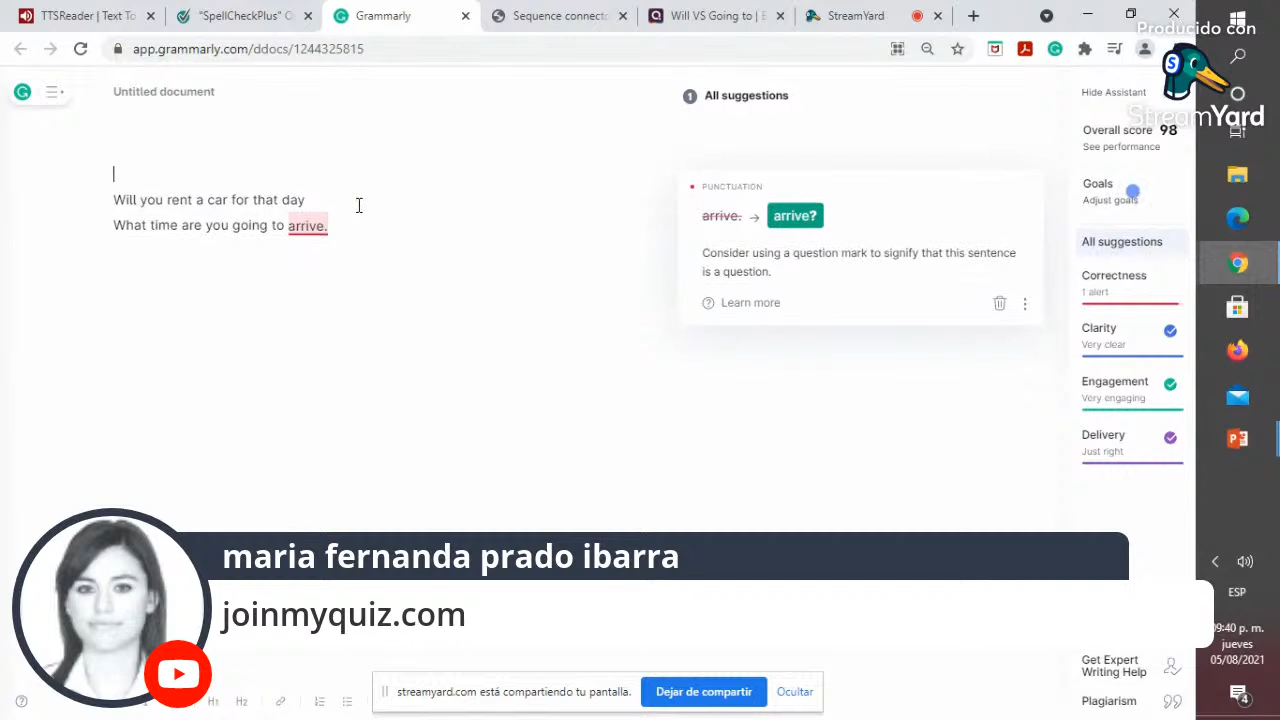 TTSReader | Text To
"SpellCheckPlus" O
Grammarly
Sequence connecto
Will VS Going to | E
StreamYard
Producido con
StreamYard
app.grammarly.com/ddocs/1244325815
Untitled document
1 All suggestions
Hide Assistant
Overall score 98
See performance
Goals
Adjust goals
Will you rent a car for that day
What time are you going to arrive.
PUNCTUATION
arrive. → arrive?
Consider using a question mark to signify that this sentence
is a question.
Learn more
All suggestions
Correctness
1 alert
Clarity
Very clear
Engagement
Very engaging
Delivery
Just right
maria fernanda prado ibarra
joinmyquiz.com
ESP
09:40 p. m.
jueves
05/08/2021
4
Get Expert
Writing Help
Plagiarism
H1 H2
streamyard.com está compartiendo tu pantalla.
Dejar de compartir
Ocultar